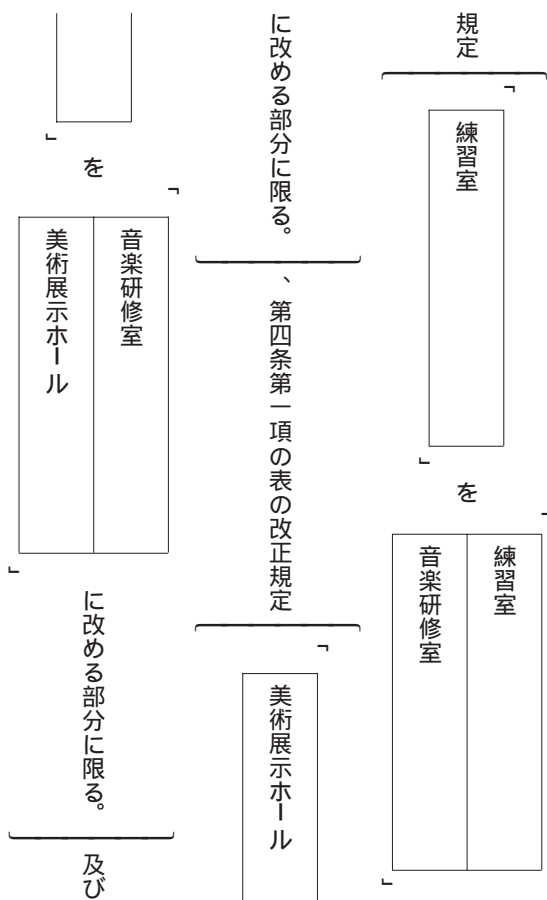 規定（「練習室」を「練習室
音楽研修室」
に改める部分に限る。）、第四条第一項の表の改正規定（「美術展示ホール
」を「音楽研修室
美術展示ホール」に改める部分に限る。）及び